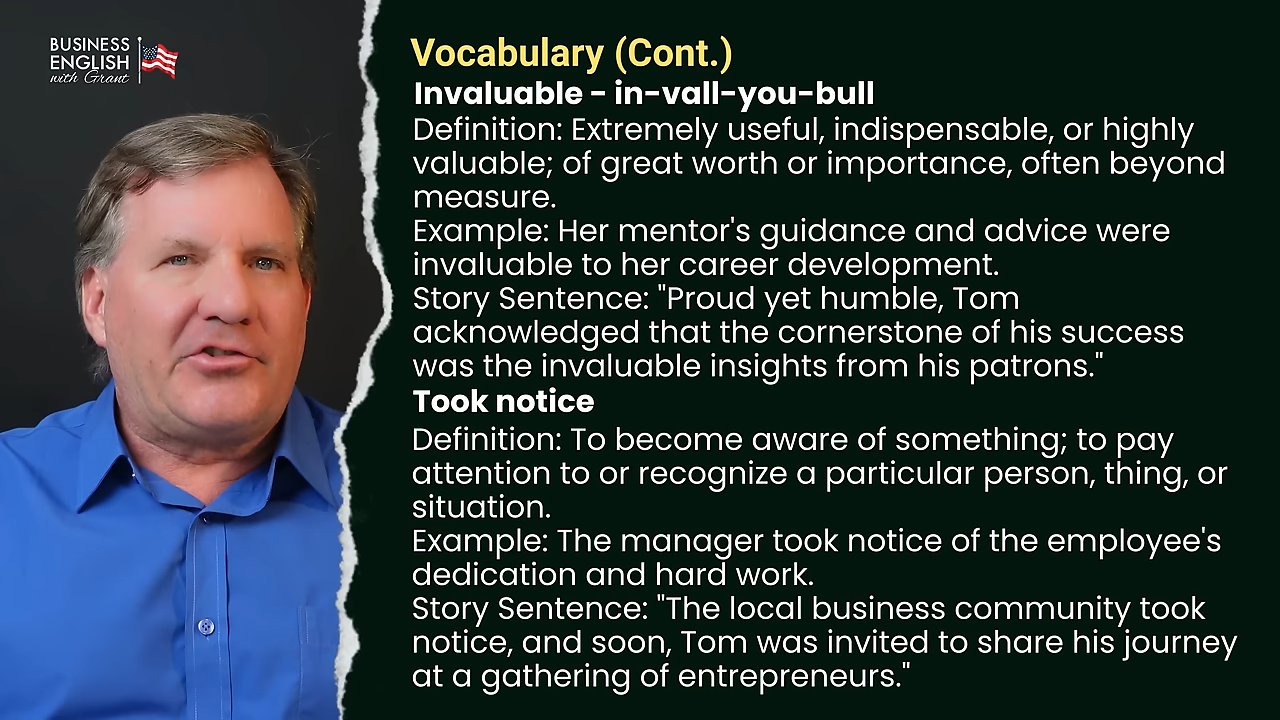 BUSINESS
ENGLISH
with Grant
Vocabulary (Cont.)
Invaluable - in-vall-you-bull
Definition: Extremely useful, indispensable, or highly
valuable; of great worth or importance, often beyond
measure.
Example: Her mentor's guidance and advice were
invaluable to her career development.
Story Sentence: "Proud yet humble, Tom
acknowledged that the cornerstone of his success
was the invaluable insights from his patrons."
Took notice
Definition: To become aware of something; to pay
attention to or recognize a particular person, thing, or
situation.
Example: The manager took notice of the employee's
dedication and hard work.
Story Sentence: "The local business community took
notice, and soon, Tom was invited to share his journey
at a gathering of entrepreneurs."